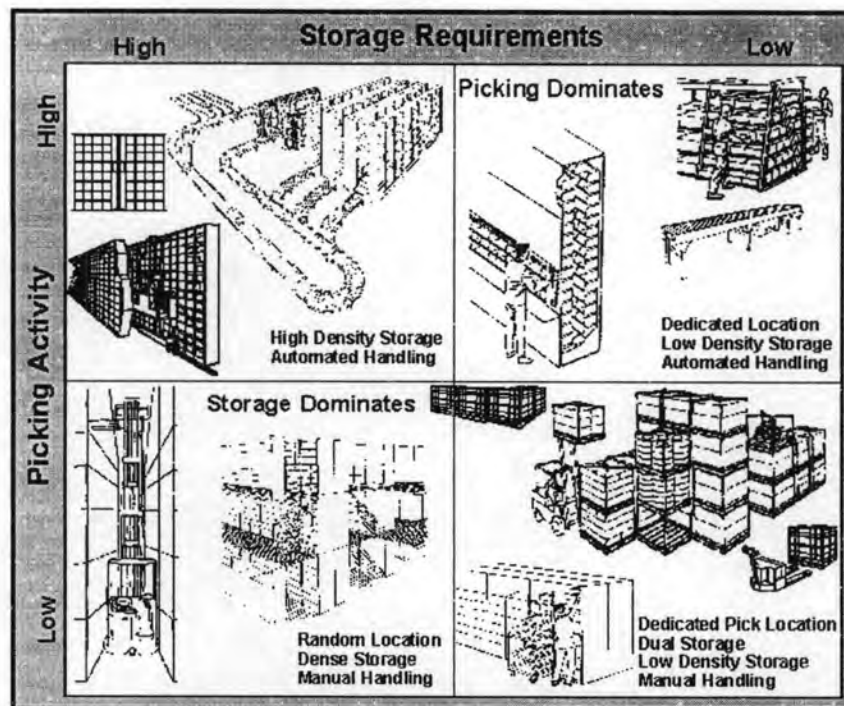 Storage Requirements
High
Low
Picking Activity
High
Low
High Density Storage
Automated Handling
Picking Dominates
Dedicated Location
Low Density Storage
Automated Handling
Storage Dominates
Random Location
Dense Storage
Manual Handling
Dedicated Pick Location
Dual Storage
Low Density Storage
Manual Handling